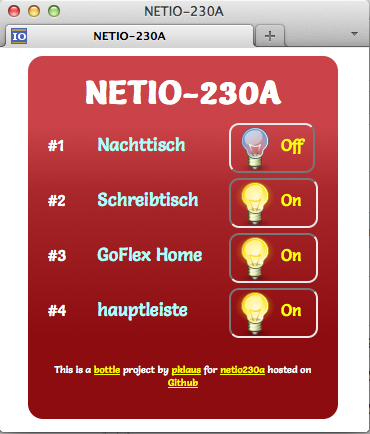 NETIO-230A
IO NETIO-230A
NETIO-230A
#1 Nachttisch Off
#2 Schreibtisch On
#3 GoFlex Home On
#4 hauptleiste On
This is a bottle project by pklaus for netio230a hosted on
Github